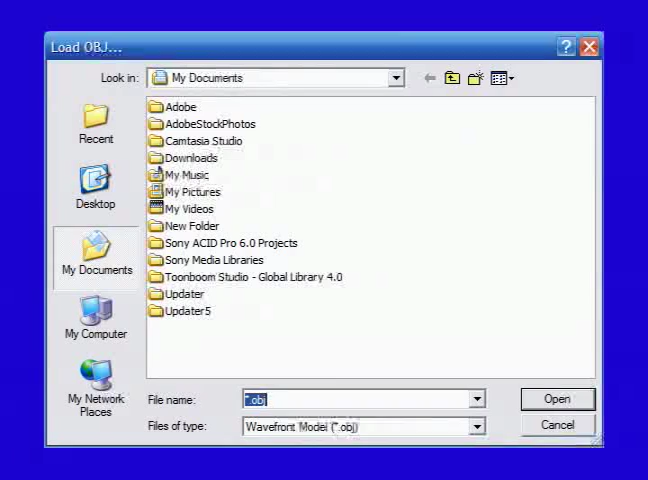 Load OBJ...
Look in:
My Documents
Recent
Desktop
My Documents
My Computer
My Network
Places
Adobe
AdobeStockPhotos
Camtasia Studio
Downloads
My Music
My Pictures
My Videos
New Folder
Sony ACID Pro 6.0 Projects
Sony Media Libraries
Toonboom Studio - Global Library 4.0
Updater
Updater5
File name:
*.obj
Open
Files of type:
Wavefront Model (*.obj)
Cancel